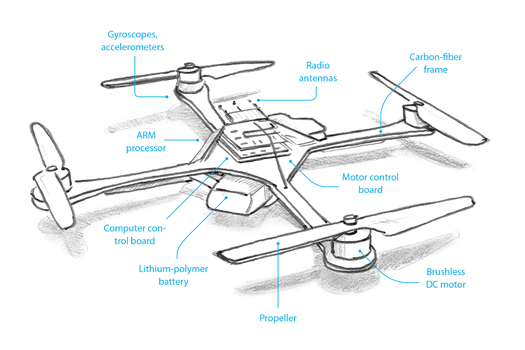 Gyroscopes,
accelerometers
Radio
antennas
Carbon-fiber
frame
ARM
processor
Motor control
board
Computer con-
trol board
Lithium-polymer
battery
Brushless
DC motor
Propeller